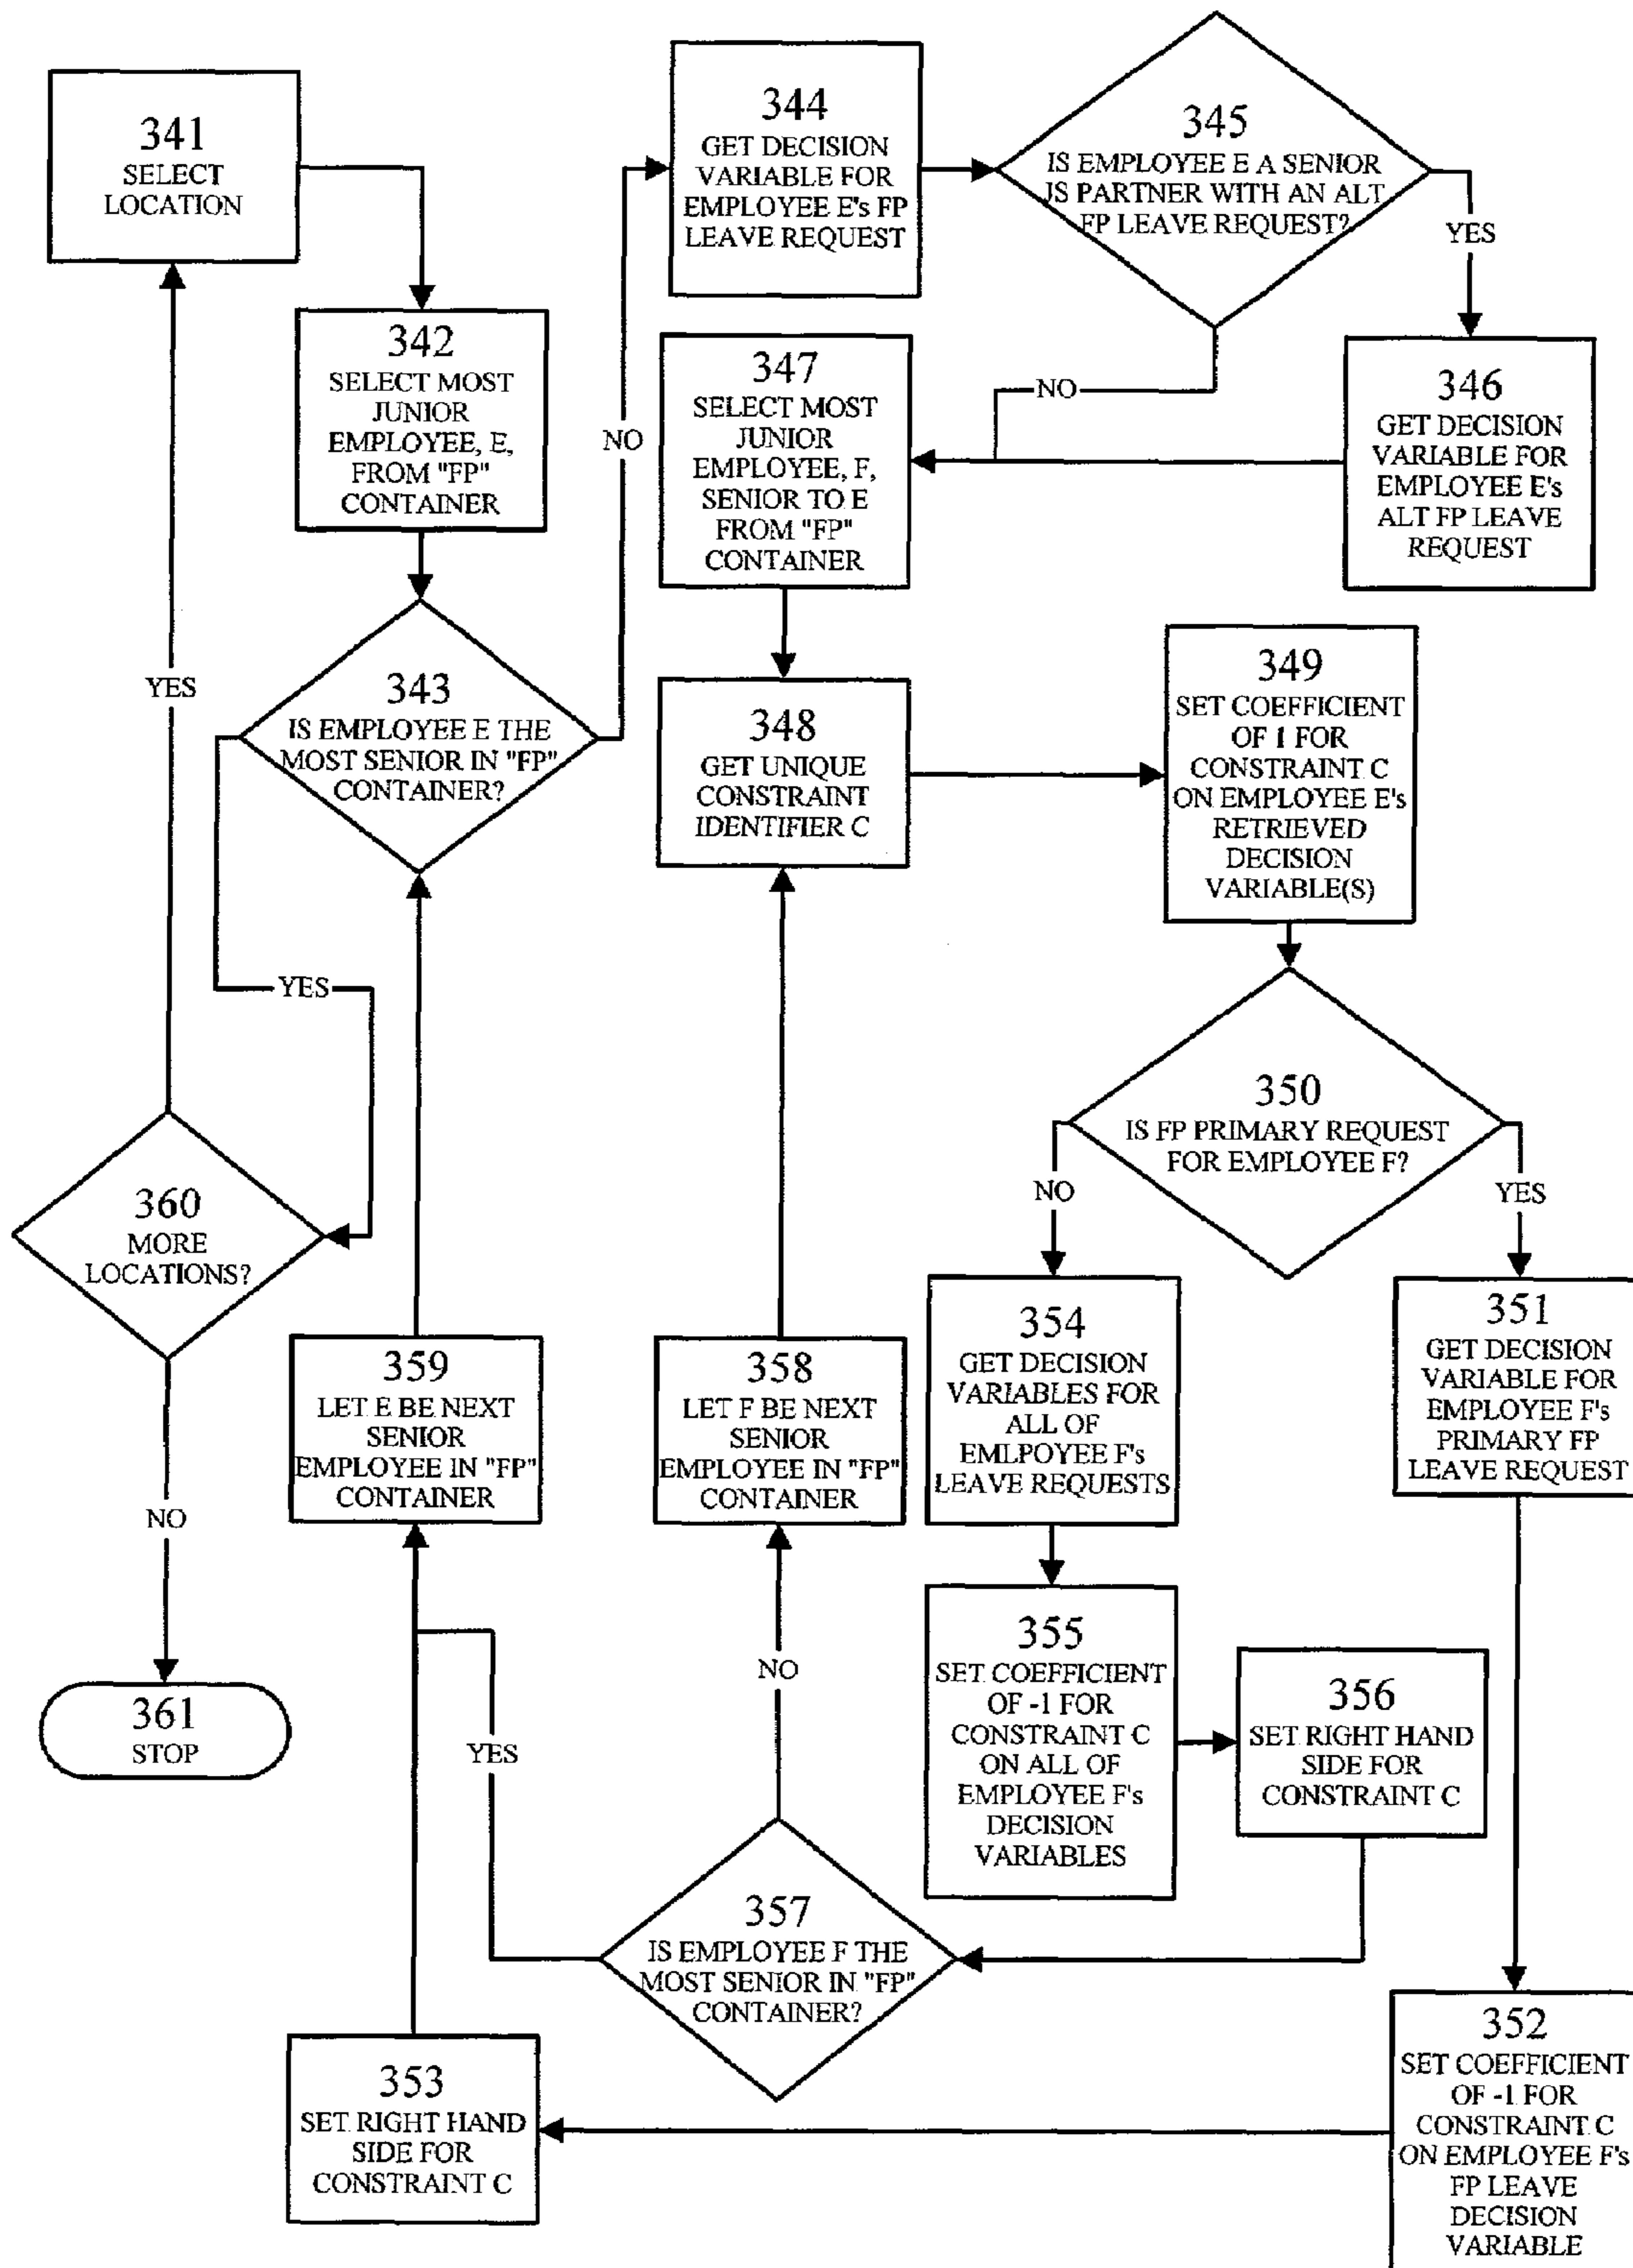 341
SELECT
LOCATION
342
SELECT MOST
JUNIOR
EMPLOYEE, E,
FROM "FP"
CONTAINER
343
IS EMPLOYEE E THE
MOST SENIOR IN "FP"
CONTAINER?
NO
YES
YES
344
GET DECISION
VARIABLE FOR
EMPLOYEE E's FP
LEAVE REQUEST
345
IS EMPLOYEE E A SENIOR
JS PARTNER WITH AN ALT
FP LEAVE REQUEST?
YES
NO
346
GET DECISION
VARIABLE FOR
EMPLOYEE E's
ALT FP LEAVE
REQUEST
347
SELECT MOST
JUNIOR
EMPLOYEE, F,
SENIOR TO E
FROM "FP"
CONTAINER
348
GET UNIQUE
CONSTRAINT
IDENTIFIER C
349
SET COEFFICIENT
OF 1 FOR
CONSTRAINT C
ON EMPLOYEE E's
RETRIEVED
DECISION
VARIABLE(S)
350
IS FP PRIMARY REQUEST
FOR EMPLOYEE F?
NO
YES
351
GET DECISION
VARIABLE FOR
EMPLOYEE F's
PRIMARY FP
LEAVE REQUEST
352
SET COEFFICIENT
OF -1 FOR
CONSTRAINT C
ON EMPLOYEE F's
FP LEAVE
DECISION
VARIABLE
353
SET RIGHT HAND
SIDE FOR
CONSTRAINT C
354
GET DECISION
VARIABLES FOR
ALL OF
EMLPOYEE F's
LEAVE REQUESTS
355
SET COEFFICIENT
OF -1 FOR
CONSTRAINT C
ON ALL OF
EMPLOYEE F's
DECISION
VARIABLES
356
SET RIGHT HAND
SIDE FOR
CONSTRAINT C
357
IS EMPLOYEE F THE
MOST SENIOR IN "FP"
CONTAINER?
YES
NO
358
LET F BE NEXT
SENIOR
EMPLOYEE IN "FP"
CONTAINER
359
LET E BE NEXT
SENIOR
EMPLOYEE IN "FP"
CONTAINER
360
MORE
LOCATIONS?
NO
361
STOP